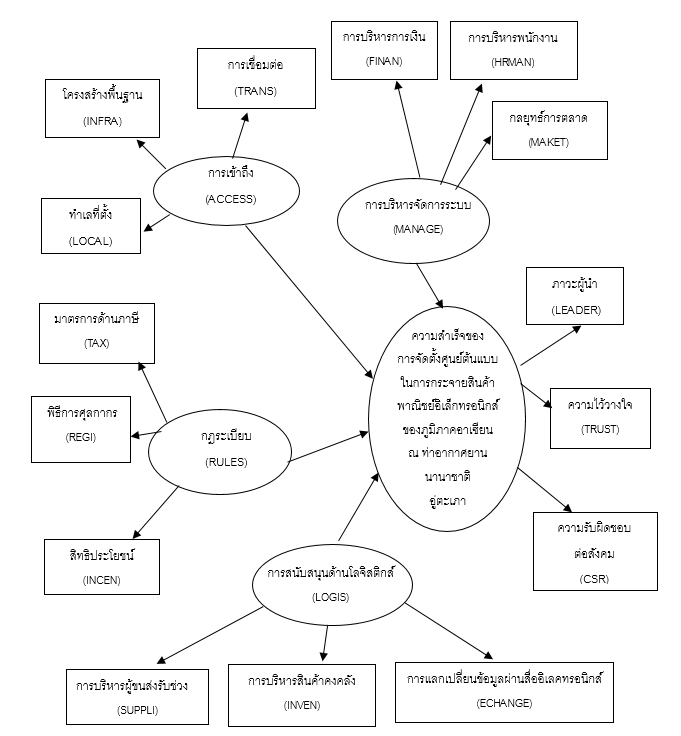 การบริหารการเงิน
(FINAN)
การบริหารพนักงาน
(HRMAN)
การเชื่อมต่อ
(TRANS)
โครงสร้างพื้นฐาน
(INFRA)
กลยุทธ์การตลาด
(MAKET)
การเข้าถึง
(ACCESS)
การบริหารจัดการระบบ
(MANAGE)
ทำเลที่ตั้ง
(LOCAL)
ภาวะผู้นำ
(LEADER)
มาตรการด้านภาษี
(TAX)
ความสำเร็จของ
การจัดตั้งศูนย์ต้นแบบ
ในการกระจายสินค้า
พาณิชย์อิเล็กทรอนิกส์
ของภูมิภาคอาเซียน
ณ ท่าอากาศยาน
นานาชาติ
อู่ตะเภา
ความไว้วางใจ
(TRUST)
พิธีการศุลกากร
(REGI)
กฎระเบียบ
(RULES)
ความรับผิดชอบ
ต่อสังคม
(CSR)
สิทธิประโยชน์
(INCEN)
การสนับสนุนด้านโลจิสติกส์
(LOGIS)
การบริหารผู้ขนส่งรับช่วง
(SUPPLI)
การบริหารสินค้าคงคลัง
(INVEN)
การแลกเปลี่ยนข้อมูลผ่านสื่ออิเลคทรอนิกส์
(ECHANGE)